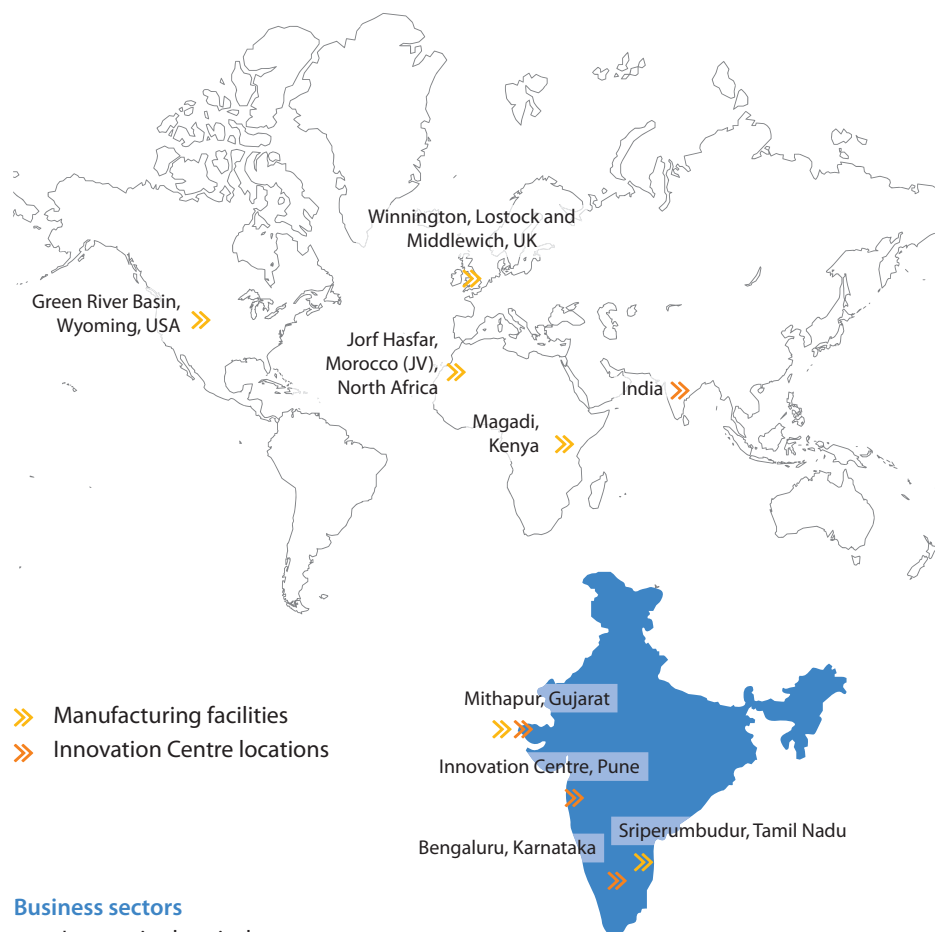 Winnington, Lostock and
Middlewich, UK
Green River Basin,
Wyoming, USA
Jorf Hasfar,
Morocco (JV),
North Africa
India
Magadi,
Kenya
Manufacturing facilities
Innovation Centre locations
Mithapur, Gujarat
Innovation Centre, Pune
Sriperumbudur, Tamil Nadu
Bengaluru, Karnataka
Business sectors